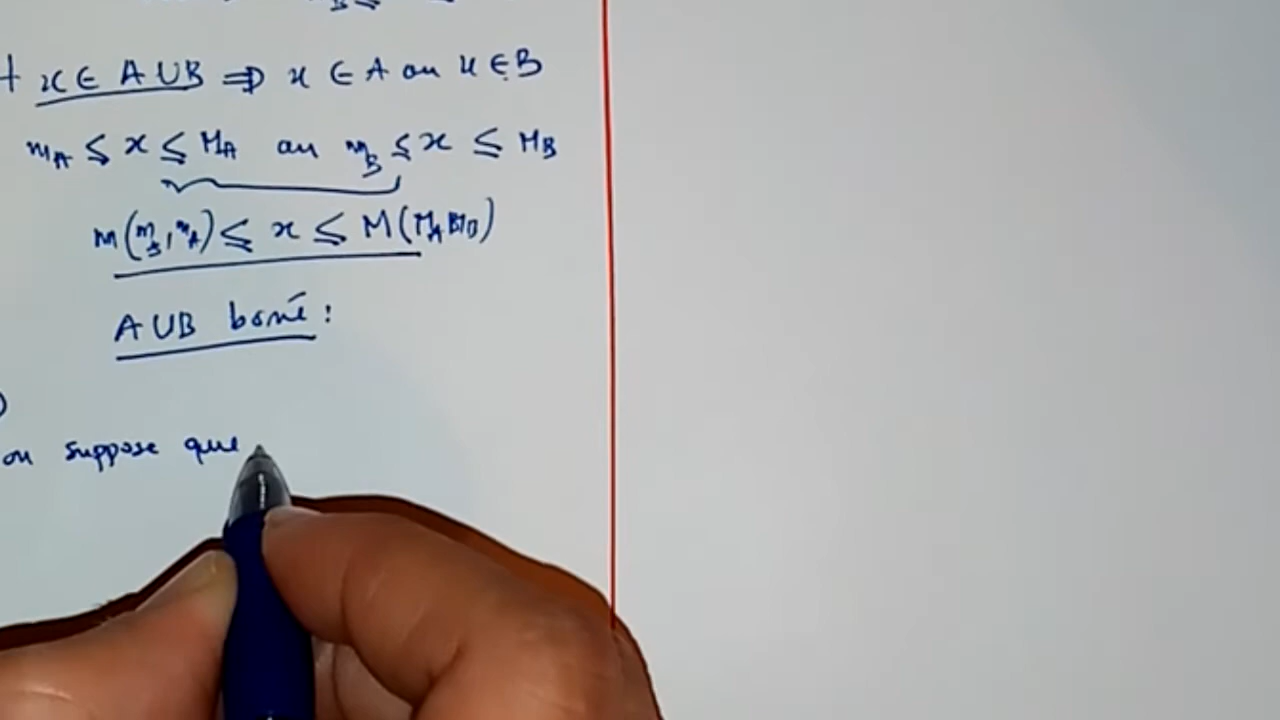 + x ∈ A ∪ B ⇒ x ∈ A ou x ∈ B
m_A ≤ x ≤ M_A ou m_B ≤ x ≤ M_B
m(m_B, m_A) ≤ x ≤ M(M_A, M_B)
A ∪ B borné :
)
on suppose que